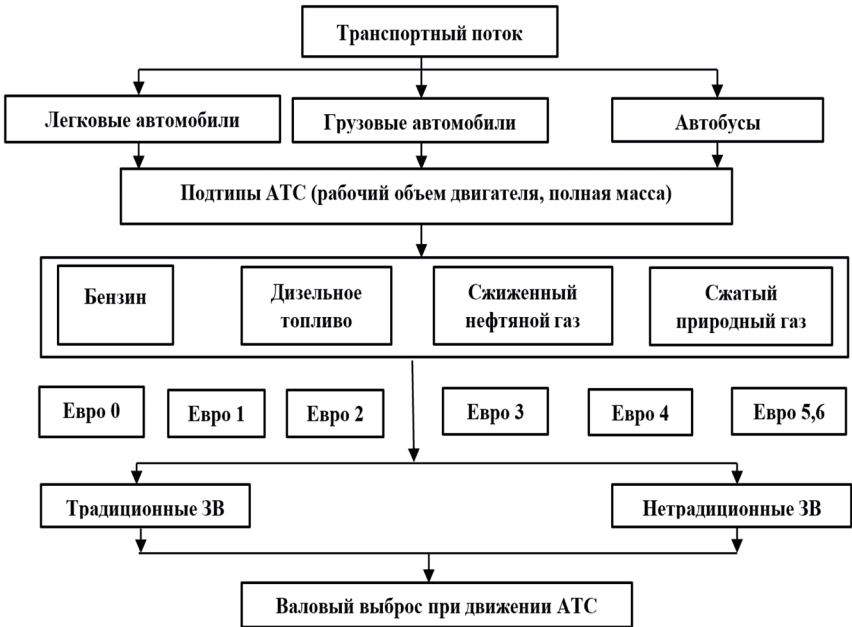 Транспортный поток
Легковые автомобили
Грузовые автомобили
Автобусы
Подтипы АТС (рабочий объем двигателя, полная масса)
Бензин
Дизельное
топливо
Сжиженный
нефтяной газ
Сжатый
природный газ
Евро 0
Евро 1
Евро 2
Евро 3
Евро 4
Евро 5,6
Традиционные ЗВ
Нетрадиционные ЗВ
Валовый выброс при движении АТС